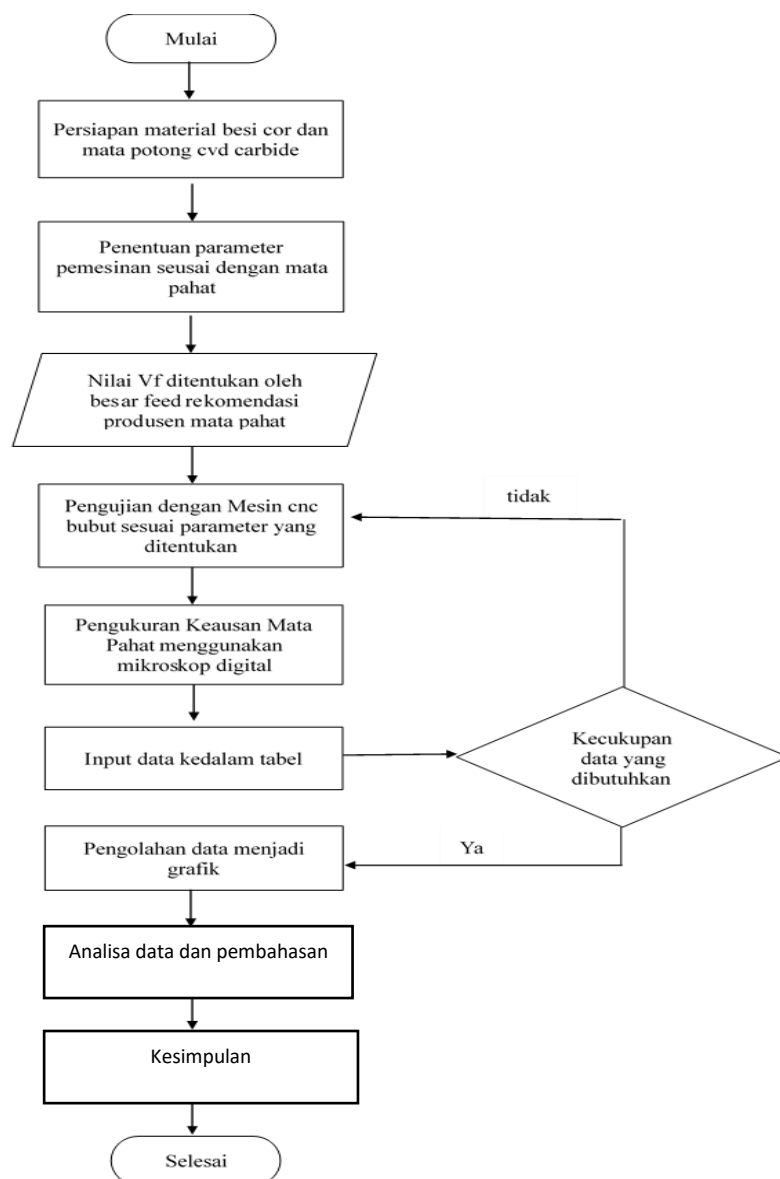 Mulai
Persiapan material besi cor dan
mata potong cvd carbide
Penentuan parameter
pemesinan seusai dengan mata
pahat
Nilai Vf ditentukan oleh
besar feed rekomendasi
produsen mata pahat
Pengujian dengan Mesin cnc
bubut sesuai parameter yang
ditentukan
tidak
Pengukuran Keausan Mata
Pahat menggunakan
mikroskop digital
Input data kedalam tabel
Kecukupan
data yang
dibutuhkan
Ya
Pengolahan data menjadi
grafik
Analisa data dan pembahasan
Kesimpulan
Selesai